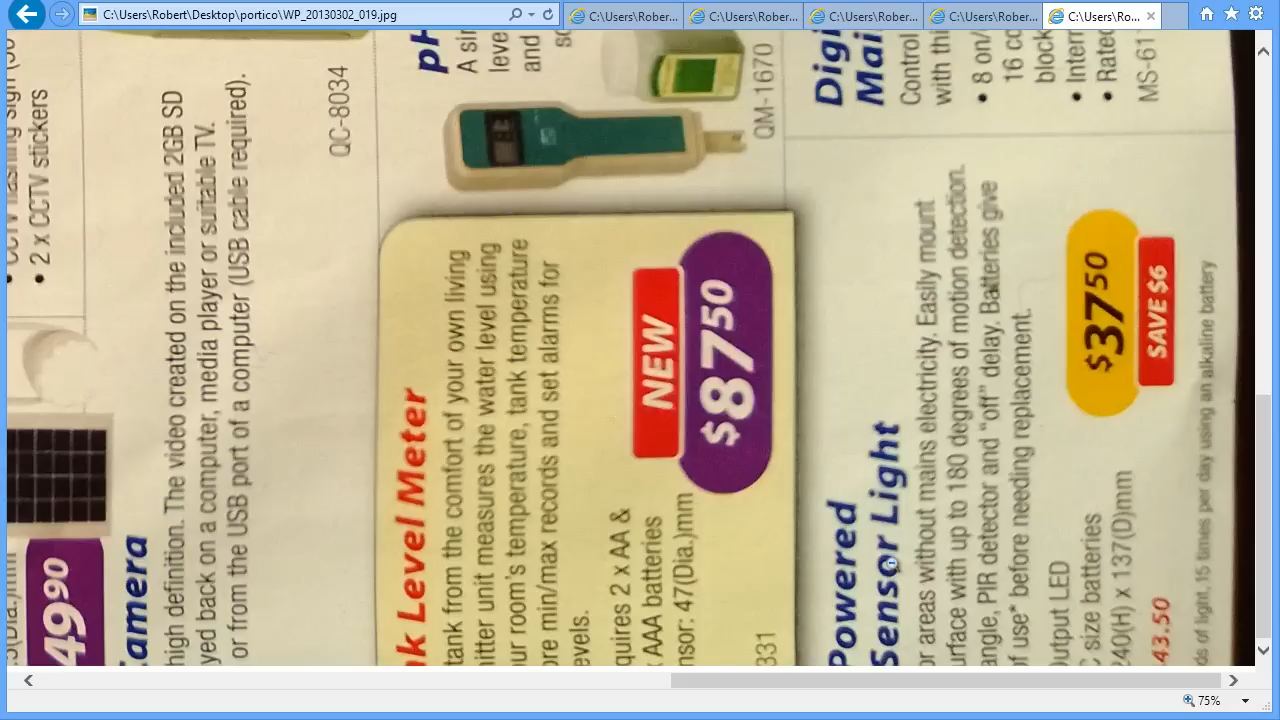 C:\Users\Robert\Desktop\portico\WP_20130302_019.jpg
C:\Users\Rober...
C:\Users\Rober...
C:\Users\Rober...
C:\Users\Rober...
C:\Users\Ro...
• 2 x CCTV stickers
49 90
amera
high definition. The video created on the included 2GB SD
yed back on a computer, media player or suitable TV.
or from the USB port of a computer (USB cable required).
QC-8034
pH
A sin
leve
and
QM-1670
nk Level Meter
tank from the comfort of your own living
nitter unit measures the water level using
ur room's temperature, tank temperature
ore min/max records and set alarms for
evels.
quires 2 x AA &
AAA batteries
nsor: 47(Dia.)mm
331
NEW
$87 50
Digi
Mai
Control
with thi
• 8 on/
16 co
block
• Intern
• Rated
MS-61
Powered
Sensor Light
or areas without mains electricity. Easily mount
urface with up to 180 degrees of motion detection.
angle, PIR detector and "off" delay. Batteries give
of use* before needing replacement.
Output LED
C size batteries
240(H) x 137(D)mm
43.50
$37 50
SAVE $6
ds of light, 15 times per day using an alkaline battery
75%